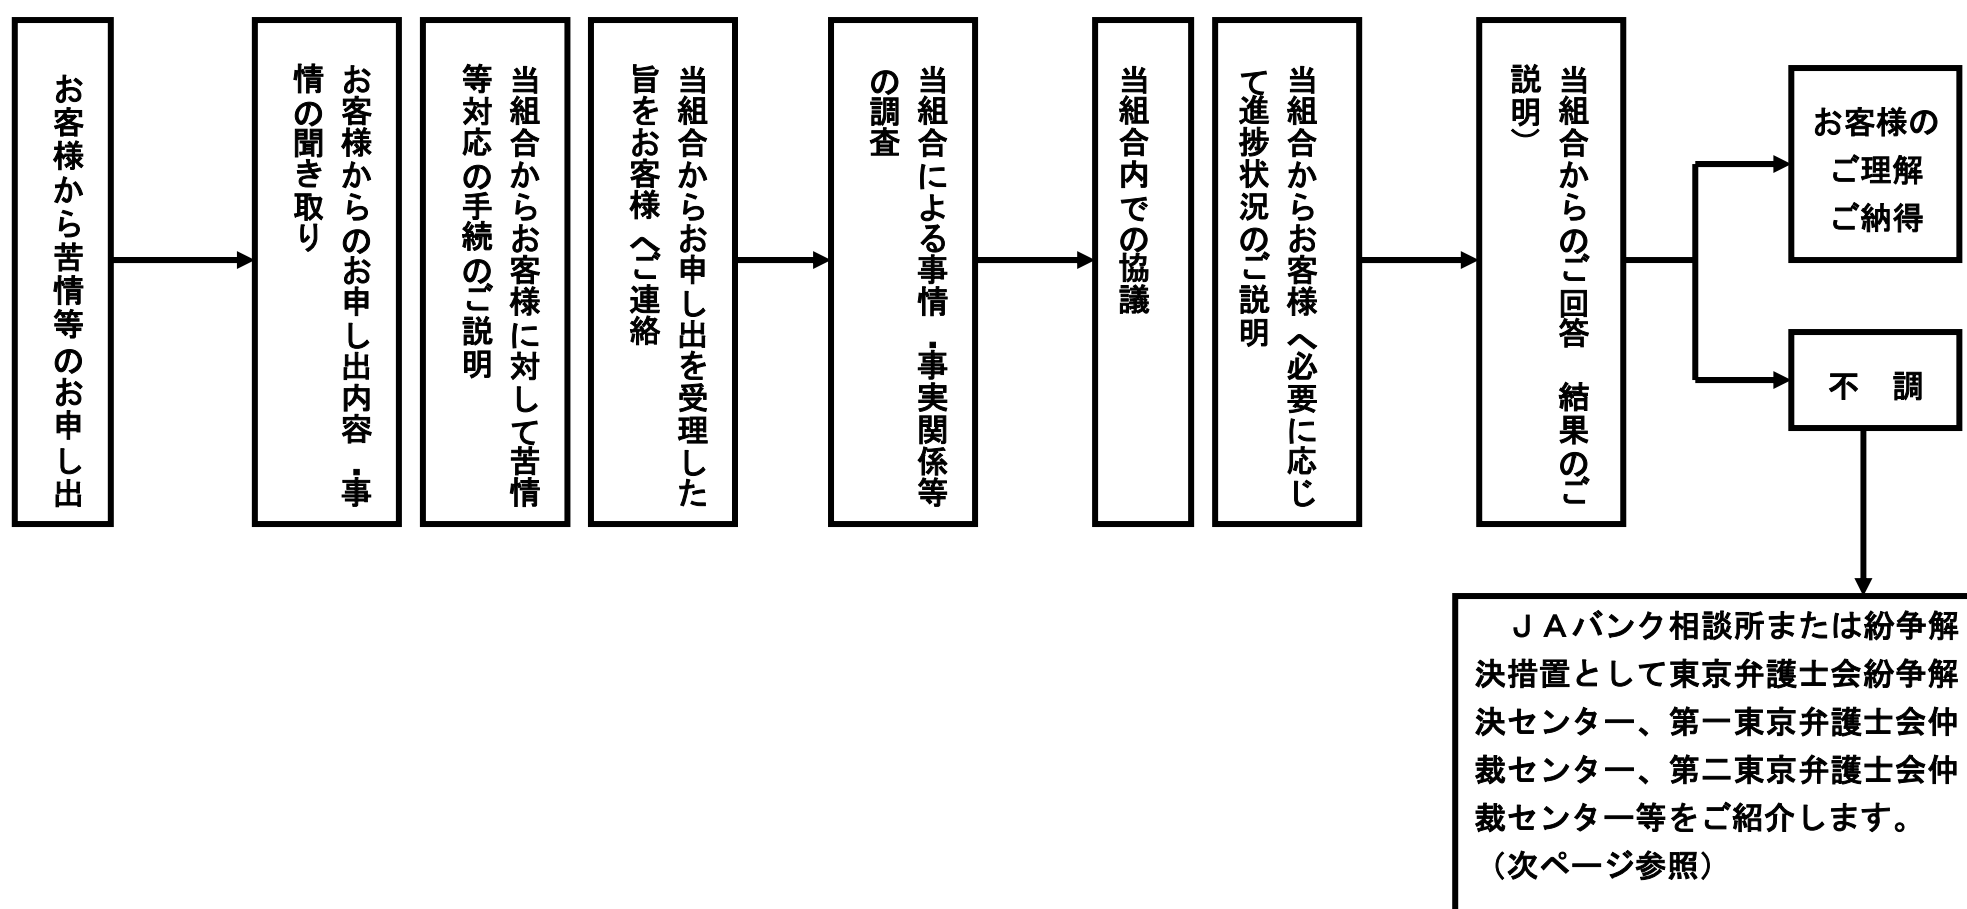 お客様から苦情等のお申し出
お客様からのお申し出内容・事
情の聞き取り
当組合からお客様に対して苦情
等対応の手続のご説明
当組合からお申し出を受理した
旨をお客様へご連絡
当組合による事情・事実関係等
の調査
当組合内での協議
当組合からお客様へ必要に応じ
て進捗状況のご説明
当組合からのご回答 結果のご
説明）
お客様の
ご理解
ご納得
不 調
ＪＡバンク相談所または紛争解
決措置として東京弁護士会紛争解
決センター、第一東京弁護士会仲
裁センター、第二東京弁護士会仲
裁センター等をご紹介します。
（次ページ参照）